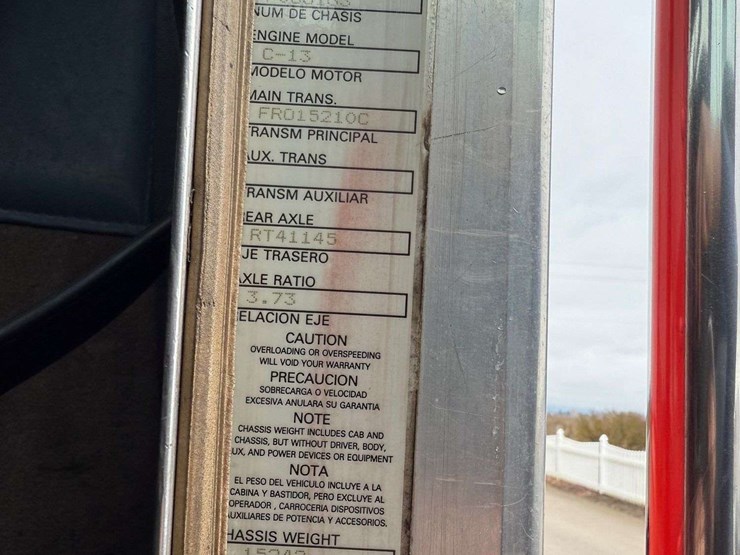 NUM DE CHASIS
ENGINE MODEL
C-13
MODELO MOTOR
MAIN TRANS.
FRO15210C
TRANSM PRINCIPAL
AUX. TRANS
TRANSM AUXILIAR
REAR AXLE
RT41145
EJE TRASERO
AXLE RATIO
3.73
RELACION EJE
CAUTION
OVERLOADING OR OVERSPEEDING
WILL VOID YOUR WARRANTY
PRECAUCION
SOBRECARGA O VELOCIDAD
EXCESIVA ANULARA SU GARANTIA
NOTE
CHASSIS WEIGHT INCLUDES CAB AND
CHASSIS, BUT WITHOUT DRIVER, BODY,
AUX, AND POWER DEVICES OR EQUIPMENT
NOTA
EL PESO DEL VEHICULO INCLUYE A LA
CABINA Y BASTIDOR, PERO EXCLUYE AL
OPERADOR, CARROCERIA DISPOSITIVOS
AUXILIARES DE POTENCIA Y ACCESORIOS.
CHASSIS WEIGHT